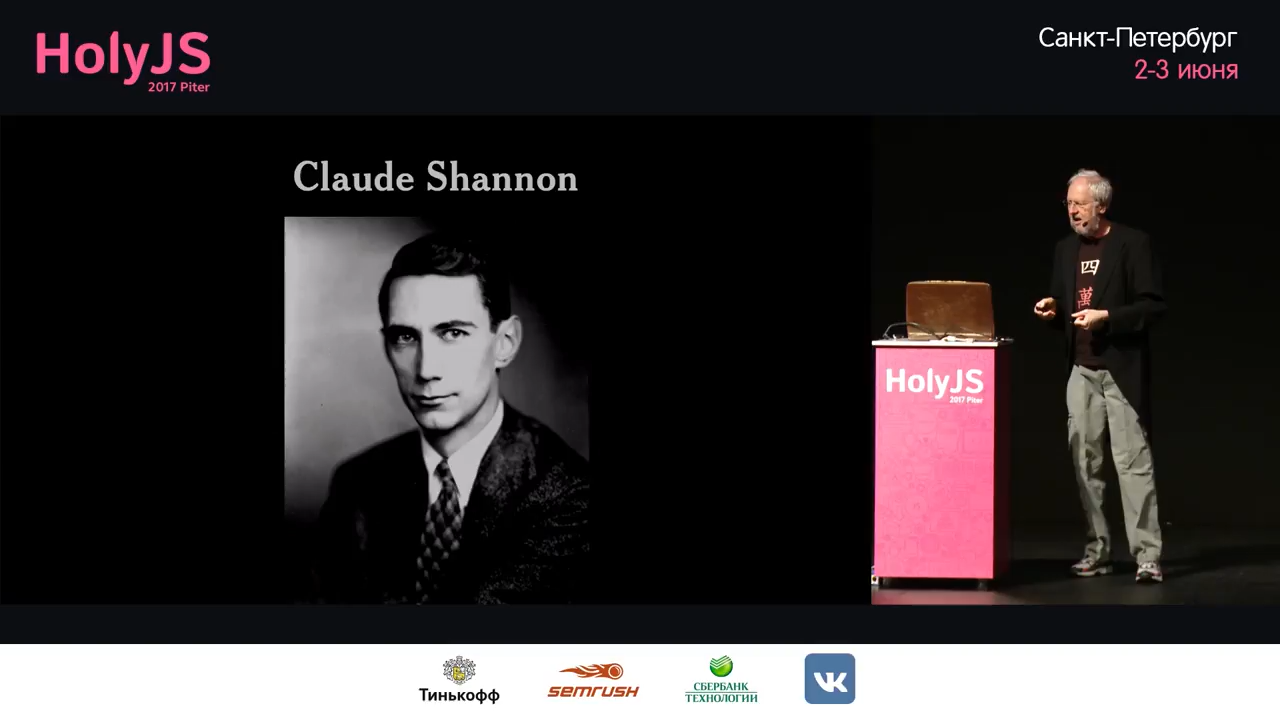 HolyJS
2017 Piter
Санкт-Петербург
2-3 июня
Claude Shannon
四
萬
HolyJS
2017 Piter
Тинькофф
semrush
СБЕРБАНК
ТЕХНОЛОГИИ
VK